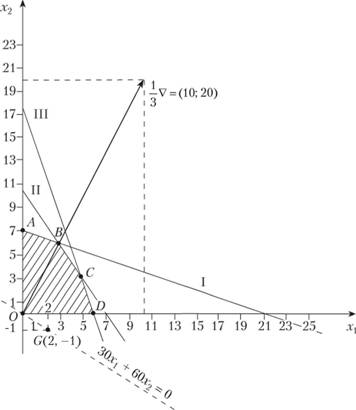 x₂
23
21
19
17
15
13
11
9
7
5
3
1
O
-1
III
II
I
A
B
C
D
2
1/3 ∇ = (10; 20)
G(2, −1)
30x₁ + 60x₂ = 0
1 3 5 7 9 11 13 15 17 19 21 23 25 x₁